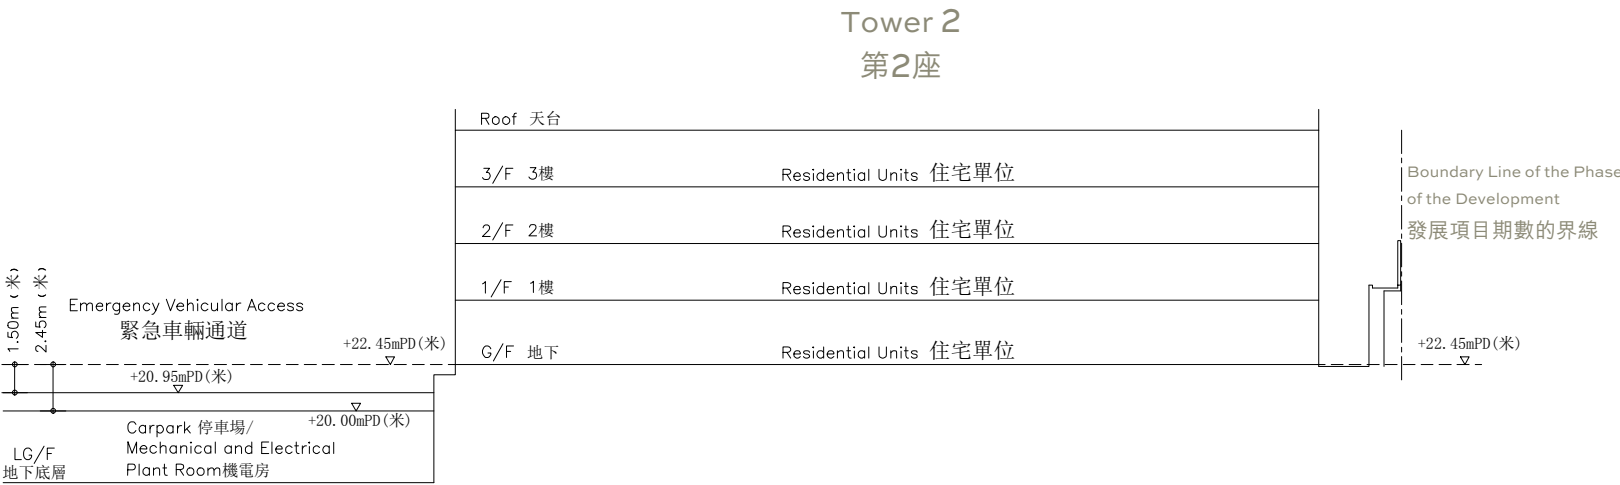 Tower 2
第2座
Roof 天台
3/F 3樓 Residential Units 住宅單位
2/F 2樓 Residential Units 住宅單位
1/F 1樓 Residential Units 住宅單位
G/F 地下 Residential Units 住宅單位
Boundary Line of the Phase
of the Development
發展項目期數的界線
1.50m (米)
2.45m (米)
Emergency Vehicular Access
緊急車輛通道
+22.45mPD(米)
+22.45mPD(米)
+20.95mPD(米)
+20.00mPD(米)
Carpark 停車場/
Mechanical and Electrical
Plant Room機電房
LG/F
地下底層